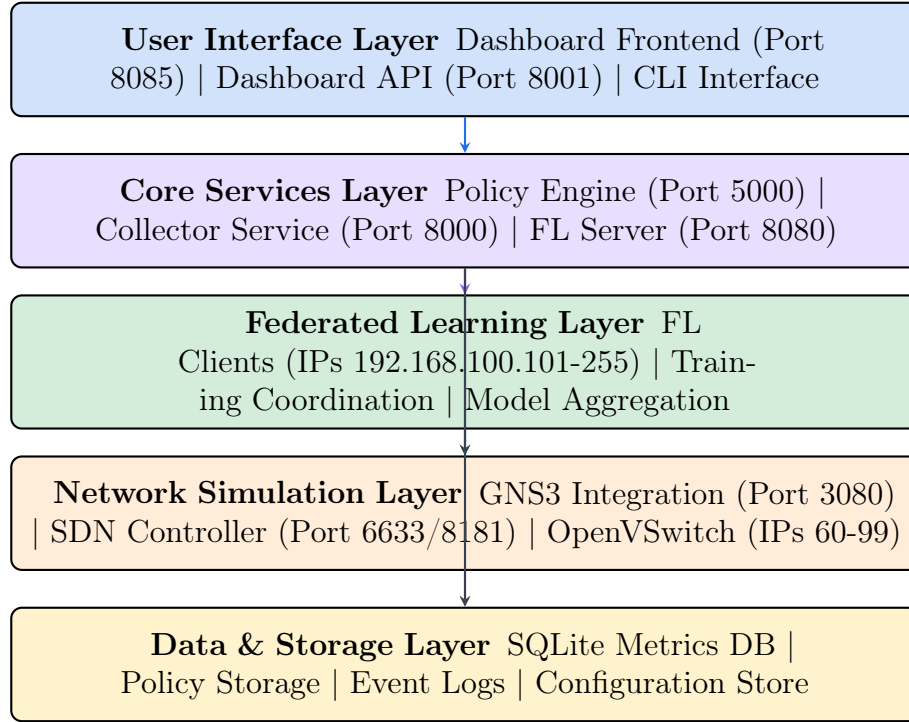 User Interface Layer Dashboard Frontend (Port
8085) | Dashboard API (Port 8001) | CLI Interface
Core Services Layer Policy Engine (Port 5000) |
Collector Service (Port 8000) | FL Server (Port 8080)
Federated Learning Layer FL
Clients (IPs 192.168.100.101-255) | Train-
ing Coordination | Model Aggregation
Network Simulation Layer GNS3 Integration (Port 3080)
| SDN Controller (Port 6633/8181) | OpenVSwitch (IPs 60-99)
Data & Storage Layer SQLite Metrics DB |
Policy Storage | Event Logs | Configuration Store